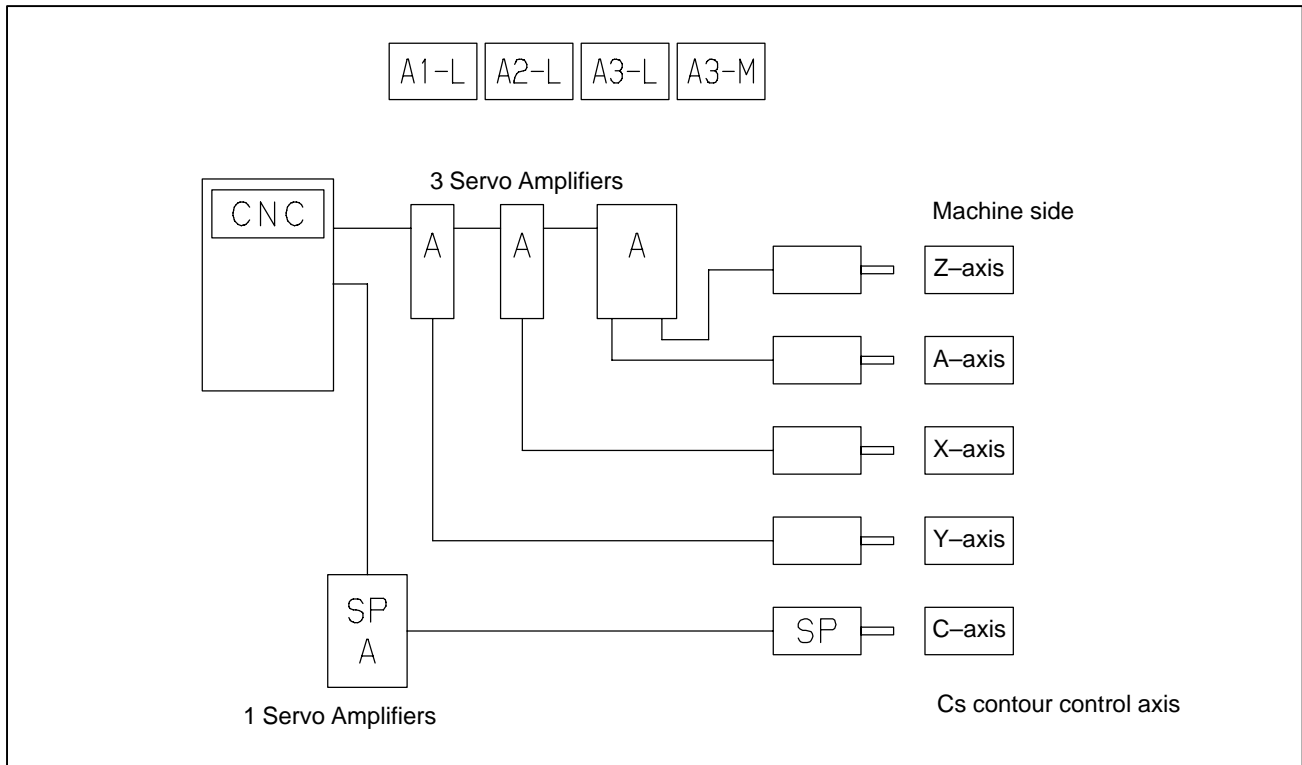 A1-L A2-L A3-L A3-M
3 Servo Amplifiers
CNC
A A A
Machine side
Z–axis
A–axis
X–axis
Y–axis
SP
A
SP
C–axis
1 Servo Amplifiers
Cs contour control axis